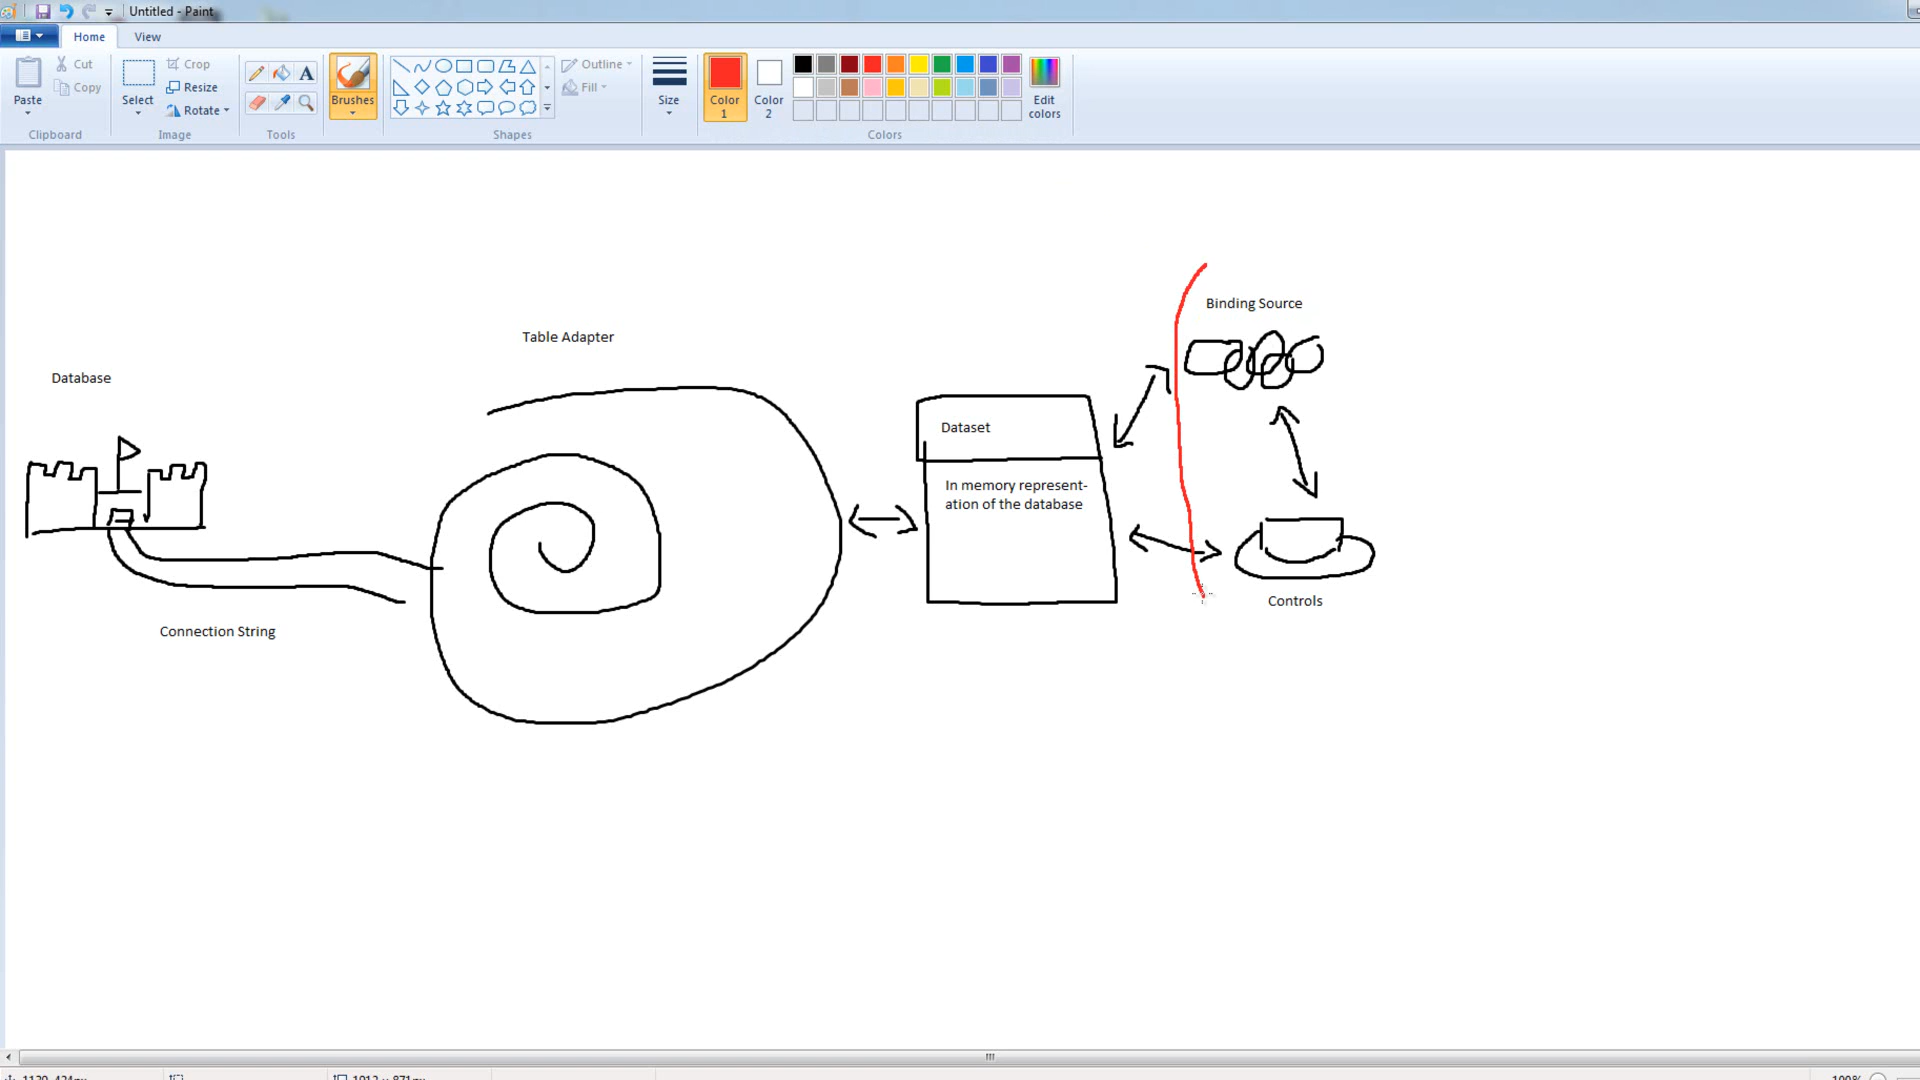 Untitled - Paint
Home
View
Paste
Cut
Copy
Clipboard
Select
Crop
Resize
Rotate
Image
A
Tools
Brushes
Shapes
Outline
Fill
Size
Color 1
Color 2
Colors
Edit colors
Binding Source
Table Adapter
Database
Dataset
In memory represent-
ation of the database
Controls
Connection String